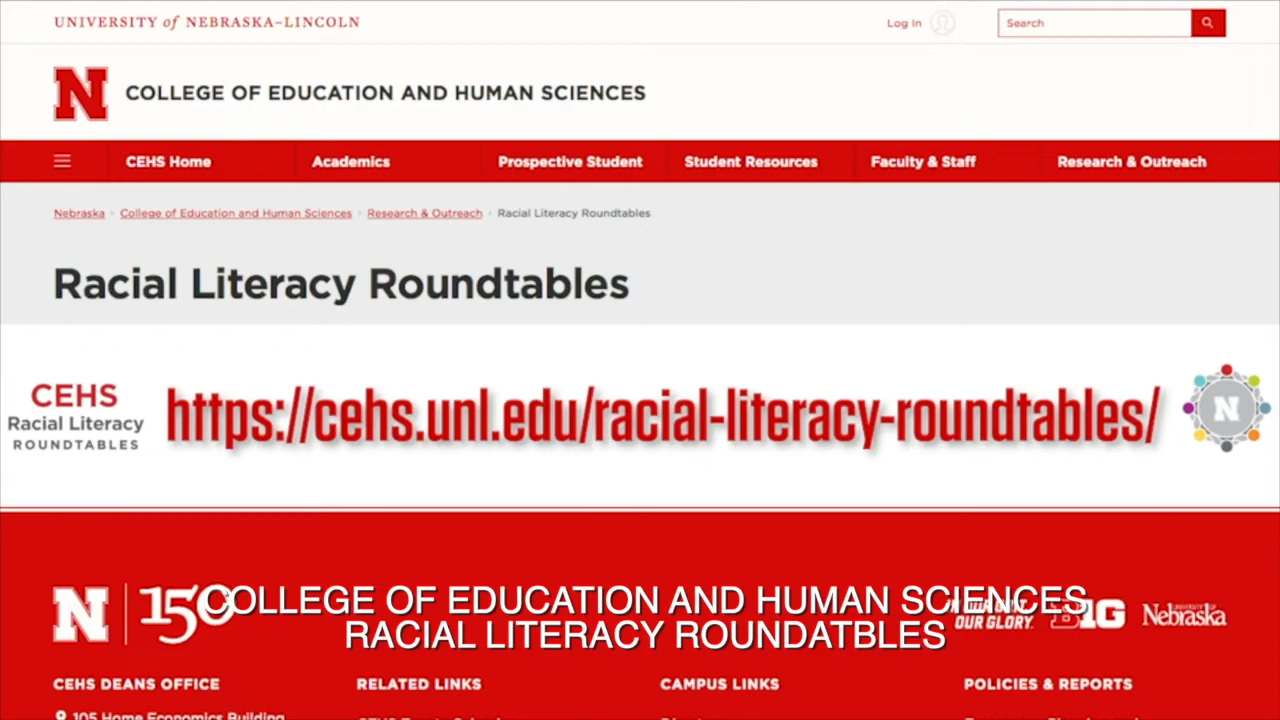 UNIVERSITY of NEBRASKA–LINCOLN
Log In
Search
N
COLLEGE OF EDUCATION AND HUMAN SCIENCES
CEHS Home
Academics
Prospective Student
Student Resources
Faculty & Staff
Research & Outreach
Nebraska › College of Education and Human Sciences › Research & Outreach › Racial Literacy Roundtables
Racial Literacy Roundtables
CEHS
Racial Literacy
ROUNDTABLES
https://cehs.unl.edu/racial-literacy-roundtables/
N
N
150
COLLEGE OF EDUCATION AND HUMAN SCIENCES
RACIAL LITERACY ROUNDATBLES
OUR GLORY.
B1G
UNIVERSITY OF
Nebraska
CEHS DEANS OFFICE
RELATED LINKS
CAMPUS LINKS
POLICIES & REPORTS
105 Home Economics Building